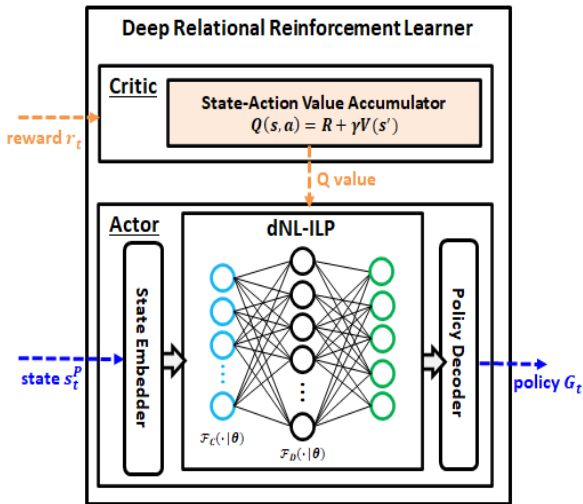 Deep Relational Reinforcement Learner
Critic
State-Action Value Accumulator
Q(s, a) = R + γV(s′)
reward r_t
Q value
Actor
dNL-ILP
State Embedder
Policy Decoder
state s_t^P
policy G_t
ℱ_C(·|θ)
ℱ_D(·|θ)